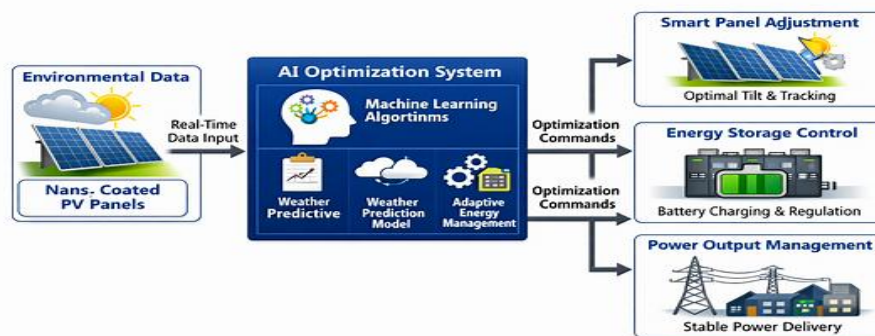 Environmental Data
Nans. Coated
PV Panels
Real-Time
Data Input
AI Optimization System
Machine Learning
Algortinms
Weather
Predictive
Weather
Prediction
Model
Adaptive
Energy
Management
Optimization
Commands
Optimization
Commands
Smart Panel Adjustment
Optimal Tilt & Tracking
Energy Storage Control
Battery Charging & Regulation
Power Output Management
Stable Power Delivery